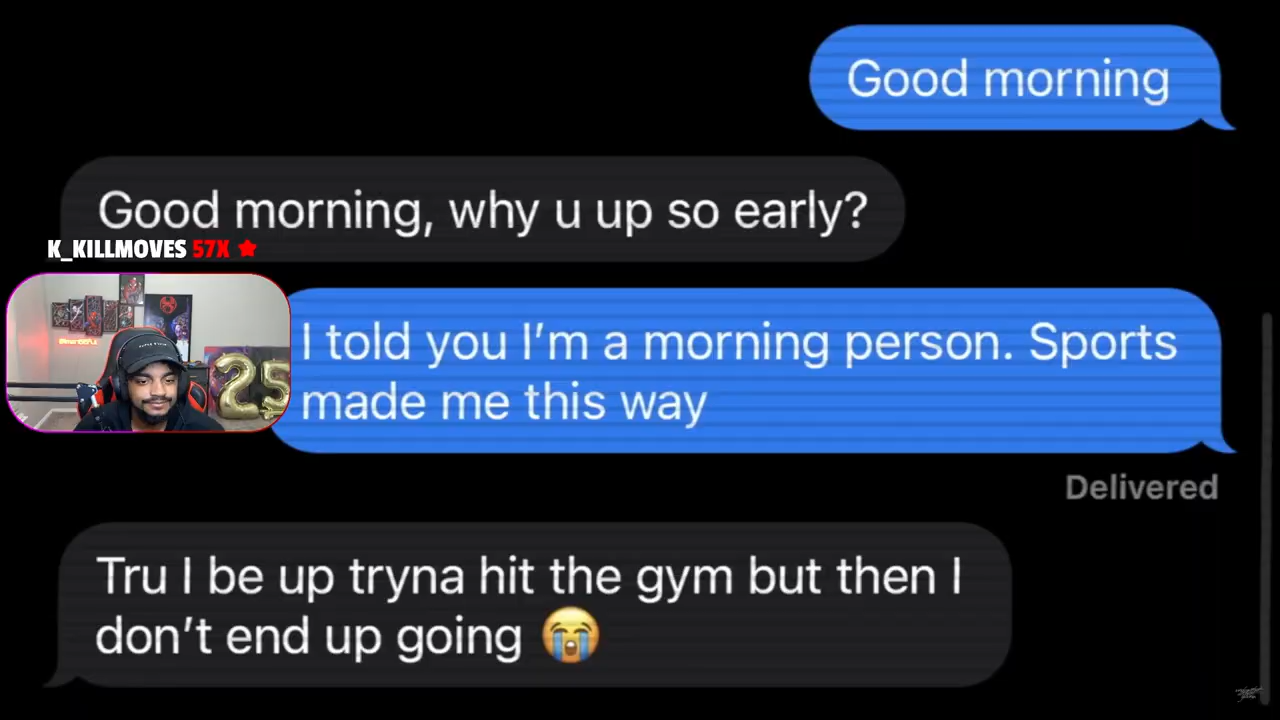 Good morning
Good morning, why u up so early?
K_KILLMOVES 57X
I told you I’m a morning person. Sports
made me this way
Delivered
Tru I be up tryna hit the gym but then I
don’t end up going 😭
25